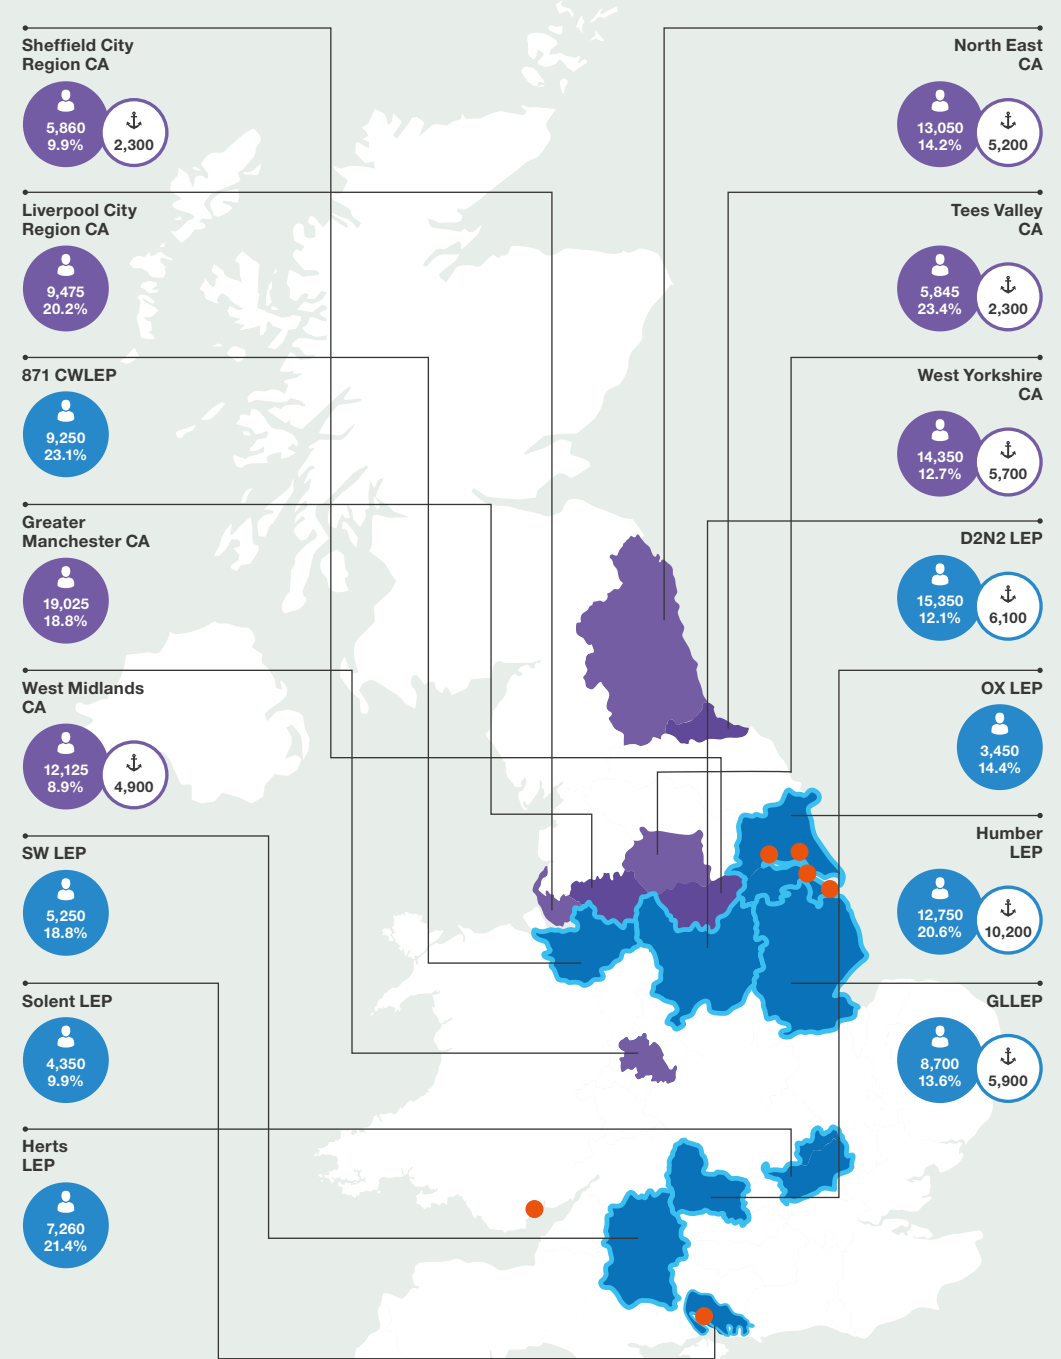 Sheffield City
Region CA
5,860
9.9%
2,300
Liverpool City
Region CA
9,475
20.2%
871 CWLEP
9,250
23.1%
Greater
Manchester CA
19,025
18.8%
West Midlands
CA
12,125
8.9%
4,900
SW LEP
5,250
18.8%
Solent LEP
4,350
9.9%
Herts
LEP
7,260
21.4%
North East
CA
13,050
14.2%
5,200
Tees Valley
CA
5,845
23.4%
2,300
West Yorkshire
CA
14,350
12.7%
5,700
D2N2 LEP
15,350
12.1%
6,100
OX LEP
3,450
14.4%
Humber
LEP
12,750
20.6%
10,200
GLLEP
8,700
13.6%
5,900